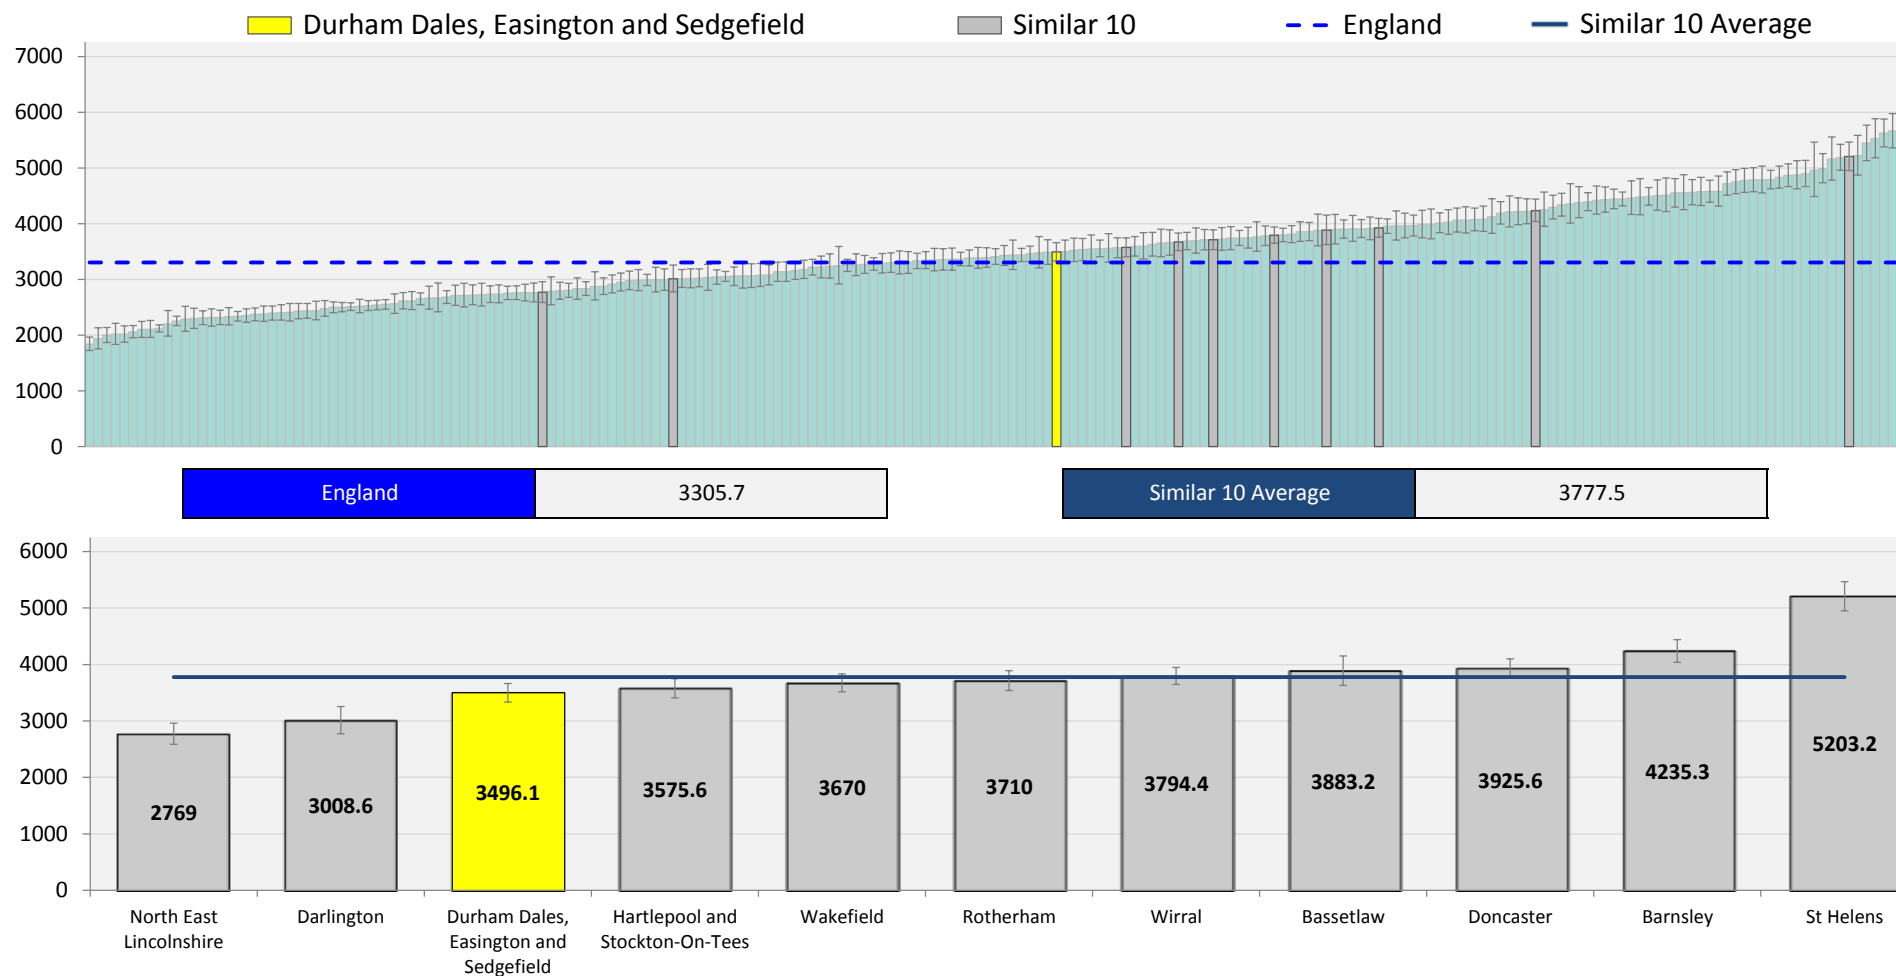 Durham Dales, Easington and Sedgefield Similar 10 England Similar 10 Average
7000
6000
5000
4000
3000
2000
1000
0
England 3305.7 Similar 10 Average 3777.5
6000
5000
4000
3000
2000
1000
0
2769 3008.6 3496.1 3575.6 3670 3710 3794.4 3883.2 3925.6 4235.3 5203.2
North East
Lincolnshire
Darlington
Durham Dales,
Easington and
Sedgefield
Hartlepool and
Stockton-On-Tees
Wakefield
Rotherham
Wirral
Bassetlaw
Doncaster
Barnsley
St Helens